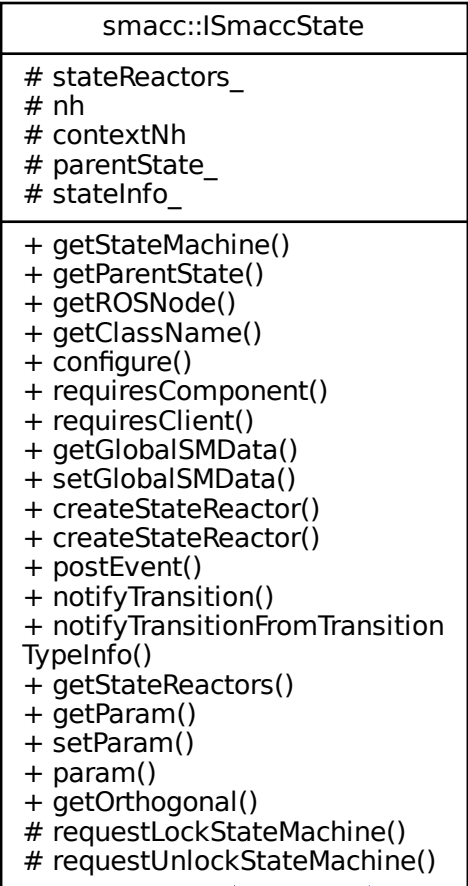 smacc::ISmaccState
# stateReactors_
# nh
# contextNh
# parentState_
# stateInfo_
+ getStateMachine()
+ getParentState()
+ getROSNode()
+ getClassName()
+ configure()
+ requiresComponent()
+ requiresClient()
+ getGlobalSMData()
+ setGlobalSMData()
+ createStateReactor()
+ createStateReactor()
+ postEvent()
+ notifyTransition()
+ notifyTransitionFromTransition
TypeInfo()
+ getStateReactors()
+ getParam()
+ setParam()
+ param()
+ getOrthogonal()
# requestLockStateMachine()
# requestUnlockStateMachine()